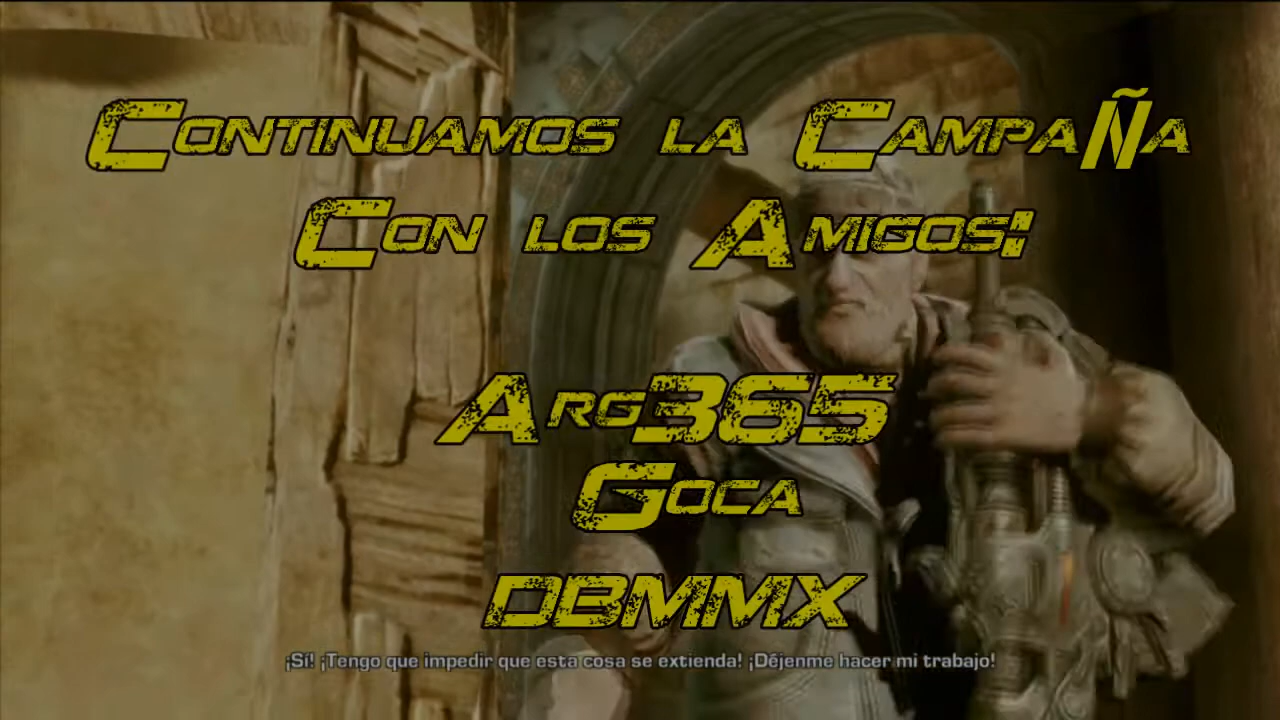 Continuamos la Campaña
Con los Amigos:
Arg365
Goca
DBMMX
¡Sí! ¡Tengo que impedir que esta cosa se extienda! ¡Déjenme hacer mi trabajo!